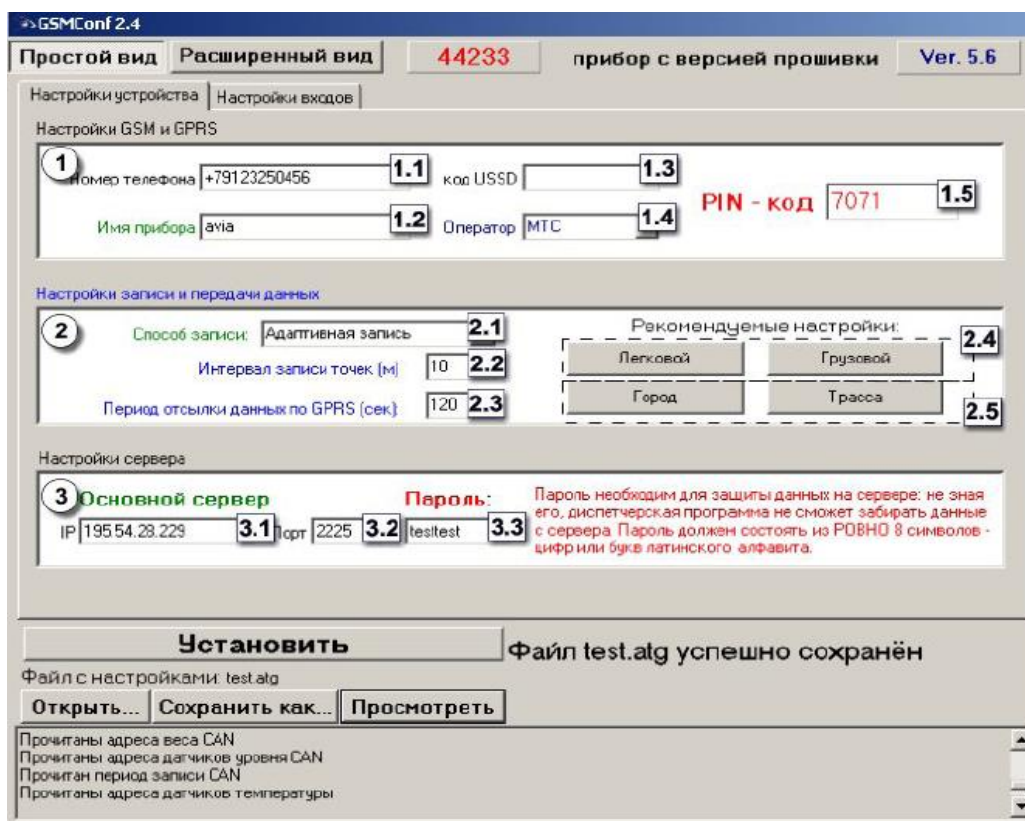 GSMConf 2.4
Простой вид Расширенный вид 44233 прибор с версией прошивки Ver. 5.6
Настройки устройства Настройки входов
Настройки GSM и GPRS
1 Номер телефона +79123250456 1.1 код USSD 1.3 PIN - код 7071 1.5
Имя прибора avia 1.2 Оператор МТС 1.4
Настройки записи и передачи данных
2 Способ записи: Адаптивная запись 2.1 Рекомендуемые настройки: 2.4
Интервал записи точек (м) 10 2.2 Легковой Грузовой
Период отсылки данных по GPRS (сек) 120 2.3 Город Трасса 2.5
Настройки сервера
3 Основной сервер Пароль:
IP 195.54.28.229 3.1 Порт 2225 3.2 testtest 3.3
Пароль необходим для защиты данных на сервере: не зная
его, диспетчерская программа не сможет забирать данные
с сервера. Пароль должен состоять из РОВНО 8 символов -
цифр или букв латинского алфавита.
Установить Файл test.atg успешно сохранён
Файл с настройками: test.atg
Открыть... Сохранить как... Просмотреть
Прочитаны адреса веса CAN
Прочитаны адреса датчиков уровня CAN
Прочитан период записи CAN
Прочитаны адреса датчиков температуры